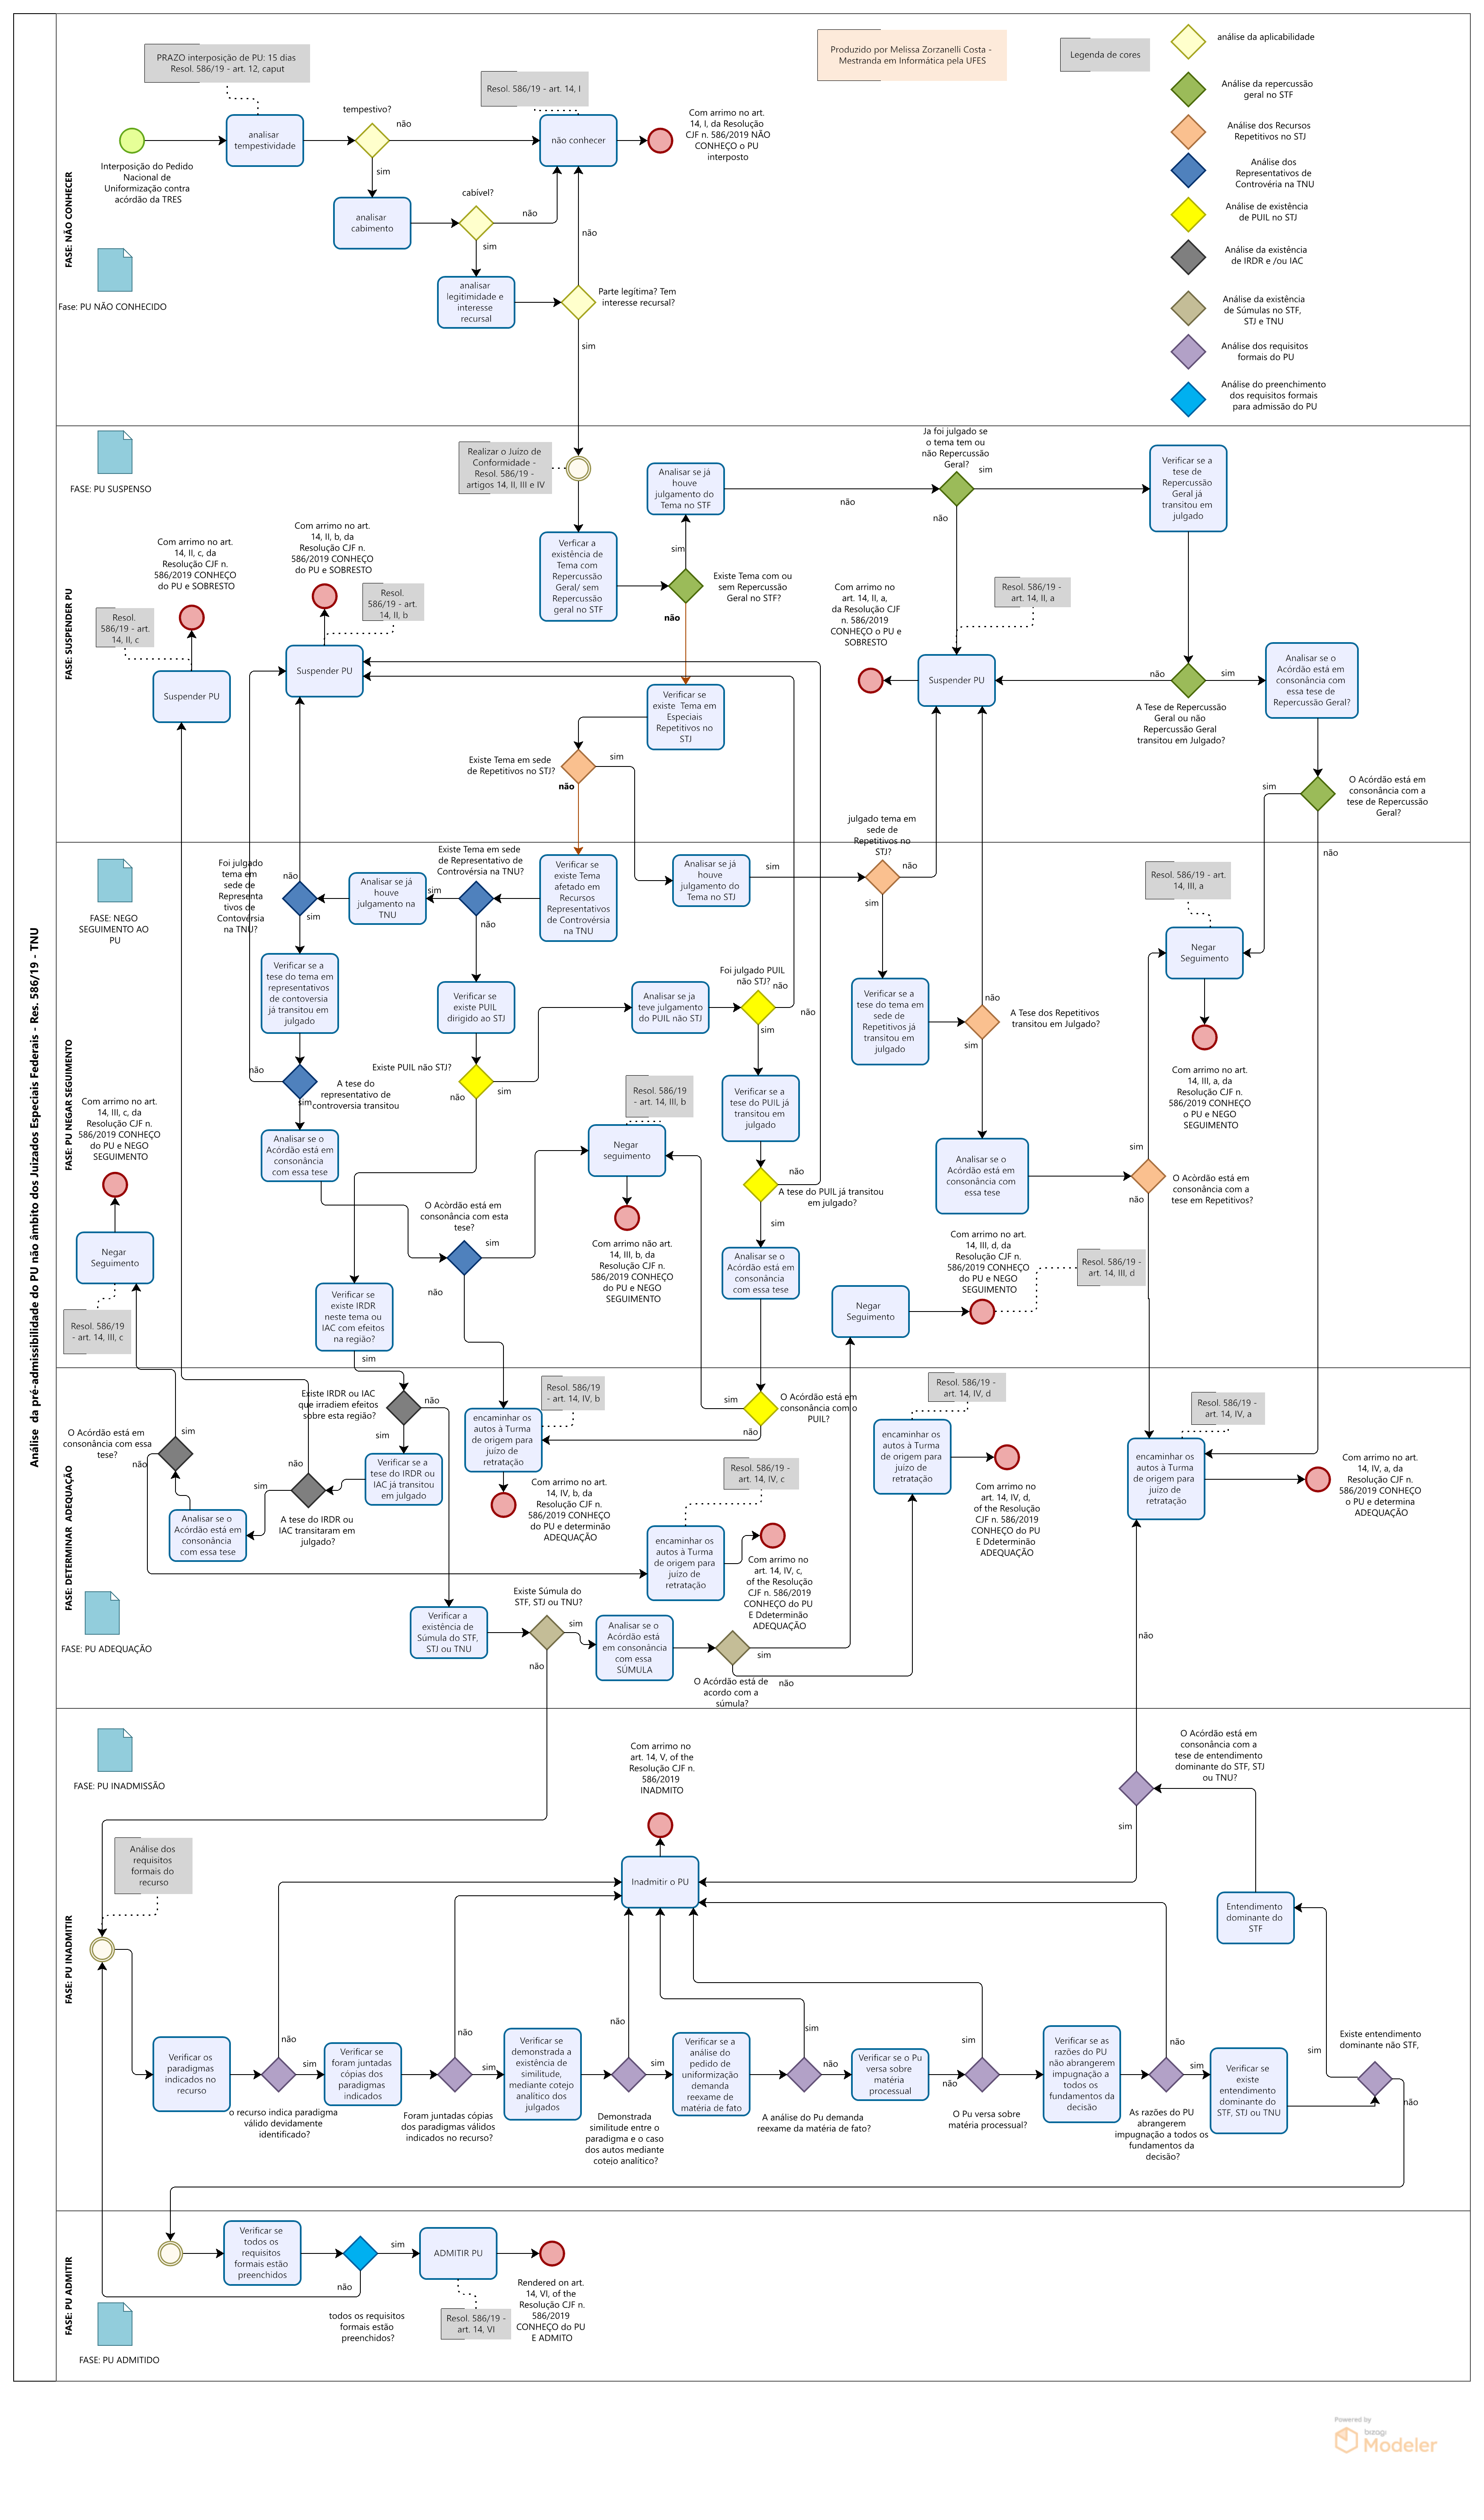 Análise da pré-admissibilidade do PU não âmbito dos Juizados Especiais Federais - Res. 586/19 - TNU
FASE: NÃO CONHECER
PRAZO interposição de PU: 15 dias
Resol. 586/19 - art. 12, caput
Interposição do Pedido
Nacional de
Uniformização contra
acórdão da TRES
analisar
tempestividade
tempestivo?
não
sim
Resol. 586/19 - art. 14, I
não conhecer
Com arrimo no art.
14, I, da Resolução
CJF n. 586/2019 NÃO
CONHEÇO o PU
interposto
analisar
cabimento
cabível?
não
sim
analisar
legitimidade e
interesse
recursal
Parte legítima? Tem
interesse recursal?
não
sim
Fase: PU NÃO CONHECIDO
Produzido por Melissa Zorzanelli Costa -
Mestranda em Informática pela UFES
Legenda de cores
análise da aplicabilidade
Análise da repercussão
geral no STF
Análise dos Recursos
Repetitivos no STJ
Análise dos
Representativos de
Controvéria na TNU
Análise de existência
de PUIL no STJ
Análise da existência
de IRDR e /ou IAC
Análise da existência
de Súmulas no STF,
STJ e TNU
Análise dos requisitos
formais do PU
Análise do preenchimento
dos requisitos formais
para admissão do PU
FASE: SUSPENDER PU
FASE: PU SUSPENSO
Realizar o Juízo de
Conformidade -
Resol. 586/19 -
artigos 14, II, III e IV
Verficar a
existência de
Tema com
Repercussão
Geral/ sem
Repercussão
geral no STF
Existe Tema com ou
sem Repercussão
Geral no STF?
sim
não
Analisar se já
houve
julgamento do
Tema no STF
não
Ja foi julgado se
o tema tem ou
não Repercussão
Geral?
sim
não
Verificar se a
tese de
Repercussão
Geral já
transitou em
julgado
Com arrimo no art.
14, II, c, da
Resolução CJF n.
586/2019 CONHEÇO
do PU e SOBRESTO
Resol.
586/19 - art.
14, II, c
Suspender PU
Com arrimo no art.
14, II, b, da
Resolução CJF n.
586/2019 CONHEÇO
do PU e SOBRESTO
Resol.
586/19 - art.
14, II, b
Suspender PU
Com arrimo no
art. 14, II, a,
da Resolução CJF
n. 586/2019
CONHEÇO o PU e
SOBRESTO
Resol. 586/19 -
art. 14, II, a
Suspender PU
não
sim
A Tese de Repercussão
Geral ou não
Repercussão Geral
transitou em Julgado?
Analisar se o
Acórdão está em
consonância com
essa tese de
Repercussão Geral?
Verificar se
existe Tema em
Especiais
Repetitivos no
STJ
Existe Tema em sede
de Repetitivos no STJ?
sim
não
sim
O Acórdão está em
consonância com a
tese de Repercussão
Geral?
não
FASE: PU NEGAR SEGUIMENTO
FASE: NEGO
SEGUIMENTO AO
PU
Foi julgado
tema em
sede de
Representa
tivos de
Contovérsia
na TNU?
não
sim
Analisar se já
houve
julgamento na
TNU
sim
Existe Tema em sede
de Representativo de
Controvérsia na TNU?
não
Verificar se
existe Tema
afetado em
Recursos
Representativos
de Controvérsia
na TNU
Analisar se já
houve
julgamento do
Tema no STJ
sim
julgado tema em
sede de
Repetitivos no
STJ?
não
sim
Resol. 586/19 - art.
14, III, a
Negar
Seguimento
Com arrimo no art.
14, III, a, da
Resolução CJF n.
586/2019 CONHEÇO
o PU e NEGO
SEGUIMENTO
Verificar se a
tese do tema em
representativos
de contoversia
já transitou em
julgado
não
sim
A tese do
representativo de
controversia transitou
Verificar se
existe PUIL
dirigido ao STJ
Existe PUIL não STJ?
não
sim
Analisar se ja
teve julgamento
do PUIL não STJ
Foi julgado PUIL
não STJ?
não
não
sim
Verificar se a
tese do tema em
sede de
Repetitivos já
transitou em
julgado
não
A Tese dos Repetitivos
transitou em Julgado?
sim
Verificar se a
tese do PUIL já
transitou em
julgado
não
A tese do PUIL já transitou
em julgado?
sim
Resol. 586/19
- art. 14, III, b
Negar
seguimento
Com arrimo não art.
14, III, b, da
Resolução CJF n.
586/2019 CONHEÇO
do PU e NEGO
SEGUIMENTO
Analisar se o
Acórdão está em
consonância
com essa tese
O Acòrdão está em
consonância com esta
tese?
sim
não
Com arrimo no art.
14, III, c, da
Resolução CJF n.
586/2019 CONHEÇO
do PU e NEGO
SEGUIMENTO
Negar
Seguimento
Resol. 586/19
- art. 14, III, c
Verificar se
existe IRDR
neste tema ou
IAC com efeitos
na região?
sim
Analisar se o
Acórdão está em
consonância
com essa tese
Analisar se o
Acórdão está em
consonância com
essa tese
sim
não
O Acórdão está em
consonância com a
tese em Repetitivos?
Negar
Seguimento
Com arrimo no art.
14, III, d, da
Resolução CJF n.
586/2019 CONHEÇO
do PU e NEGO
SEGUIMENTO
Resol. 586/19 -
art. 14, III, d
FASE: DETERMINAR ADEQUAÇÃO
O Acórdão está em
consonância com essa
tese?
sim
não
Existe IRDR ou IAC
que irradiem efeitos
sobre esta região?
não
sim
Verificar se a
tese do IRDR ou
IAC já transitou
em julgado
não
sim
A tese do IRDR ou
IAC transitaram em
julgado?
Analisar se o
Acórdão está em
consonância
com essa tese
Resol. 586/19
- art. 14, IV, b
encaminhar os
autos à Turma
de origem para
juízo de
retratação
Com arrimo no art.
14, IV, b, da
Resolução CJF n.
586/2019 CONHEÇO
do PU e determinão
ADEQUAÇÃO
sim
O Acórdão está em
consonância com o
PUIL?
não
Resol. 586/19 -
art. 14, IV, c
encaminhar os
autos à Turma
de origem para
juízo de
retratação
Com arrimo no
art. 14, IV, c,
of the Resolução
CJF n. 586/2019
CONHEÇO do PU
E Ddeterminão
ADEQUAÇÃO
Resol. 586/19 -
art. 14, IV, d
encaminhar os
autos à Turma
de origem para
juízo de
retratação
Com arrimo no
art. 14, IV, d,
of the Resolução
CJF n. 586/2019
CONHEÇO do PU
E Ddeterminão
ADEQUAÇÃO
Resol. 586/19 -
art. 14, IV, a
encaminhar os
autos à Turma
de origem para
juízo de
retratação
Com arrimo no art.
14, IV, a, da
Resolução CJF n.
586/2019 CONHEÇO
o PU e determina
ADEQUAÇÃO
FASE: PU ADEQUAÇÃO
Verificar a
existência de
Súmula do STF,
STJ ou TNU
Existe Súmula do
STF, STJ ou TNU?
sim
não
Analisar se o
Acórdão está
em consonância
com essa
SÚMULA
sim
não
O Acórdão está de
acordo com a
súmula?
não
FASE: PU INADMITIR
FASE: PU INADMISSÃO
Com arrimo no
art. 14, V, of the
Resolução CJF n.
586/2019
INADMITO
Inadmitir o PU
O Acórdão está em
consonância com a
tese de entendimento
dominante do STF, STJ
ou TNU?
sim
Análise dos
requisitos
formais do
recurso
Entendimento
dominante do
STF
Verificar os
paradigmas
indicados no
recurso
não
sim
o recurso indica paradigma
válido devidamente
identificado?
Verificar se
foram juntadas
cópias dos
paradigmas
indicados
não
sim
Foram juntadas cópias
dos paradigmas válidos
indicados no recurso?
Verificar se
demonstrada a
existência de
similitude,
mediante cotejo
analítico dos
julgados
não
sim
Demonstrada
similitude entre o
paradigma e o caso
dos autos mediante
cotejo analítico?
Verificar se a
análise do
pedido de
uniformização
demanda
reexame de
matéria de fato
sim
não
A análise do Pu demanda
reexame da matéria de fato?
Verificar se o Pu
versa sobre
matéria
processual
sim
não
O Pu versa sobre
matéria processual?
Verificar se as
razões do PU
não abrangerem
impugnação a
todos os
fundamentos da
decisão
não
sim
As razões do PU
abrangerem
impugnação a todos os
fundamentos da
decisão?
Verificar se
existe
entendimento
dominante do
STF, STJ ou TNU
sim
Existe entendimento
dominante não STF,
não
FASE: PU ADMITIR
Verificar se
todos os
requisitos
formais estão
preenchidos
sim
não
todos os requisitos
formais estão
preenchidos?
ADMITIR PU
Resol. 586/19 -
art. 14, VI
Rendered on art.
14, VI, of the
Resolução CJF n.
586/2019
CONHEÇO do PU
E ADMITO
FASE: PU ADMITIDO
Powered by
bizagi
Modeler